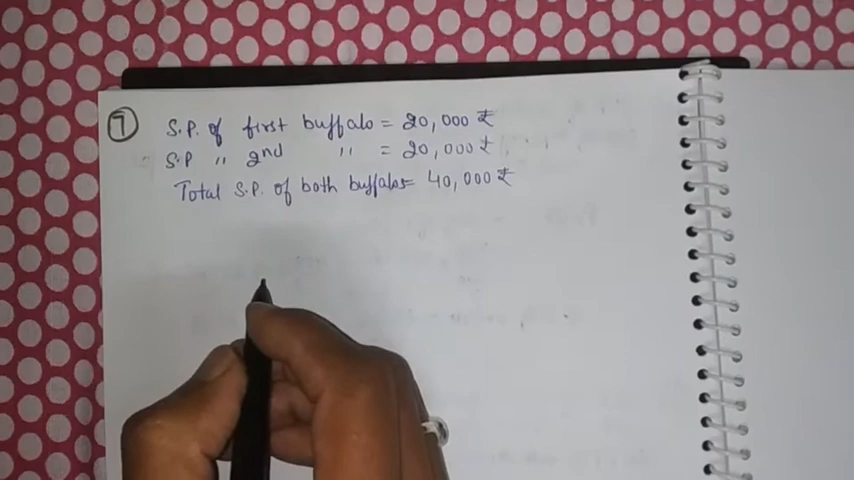 7 S.P. of first buffalo = 20,000 ₹
S.P " 2nd " = 20,000 ₹
Total S.P. of both buffalos = 40,000 ₹